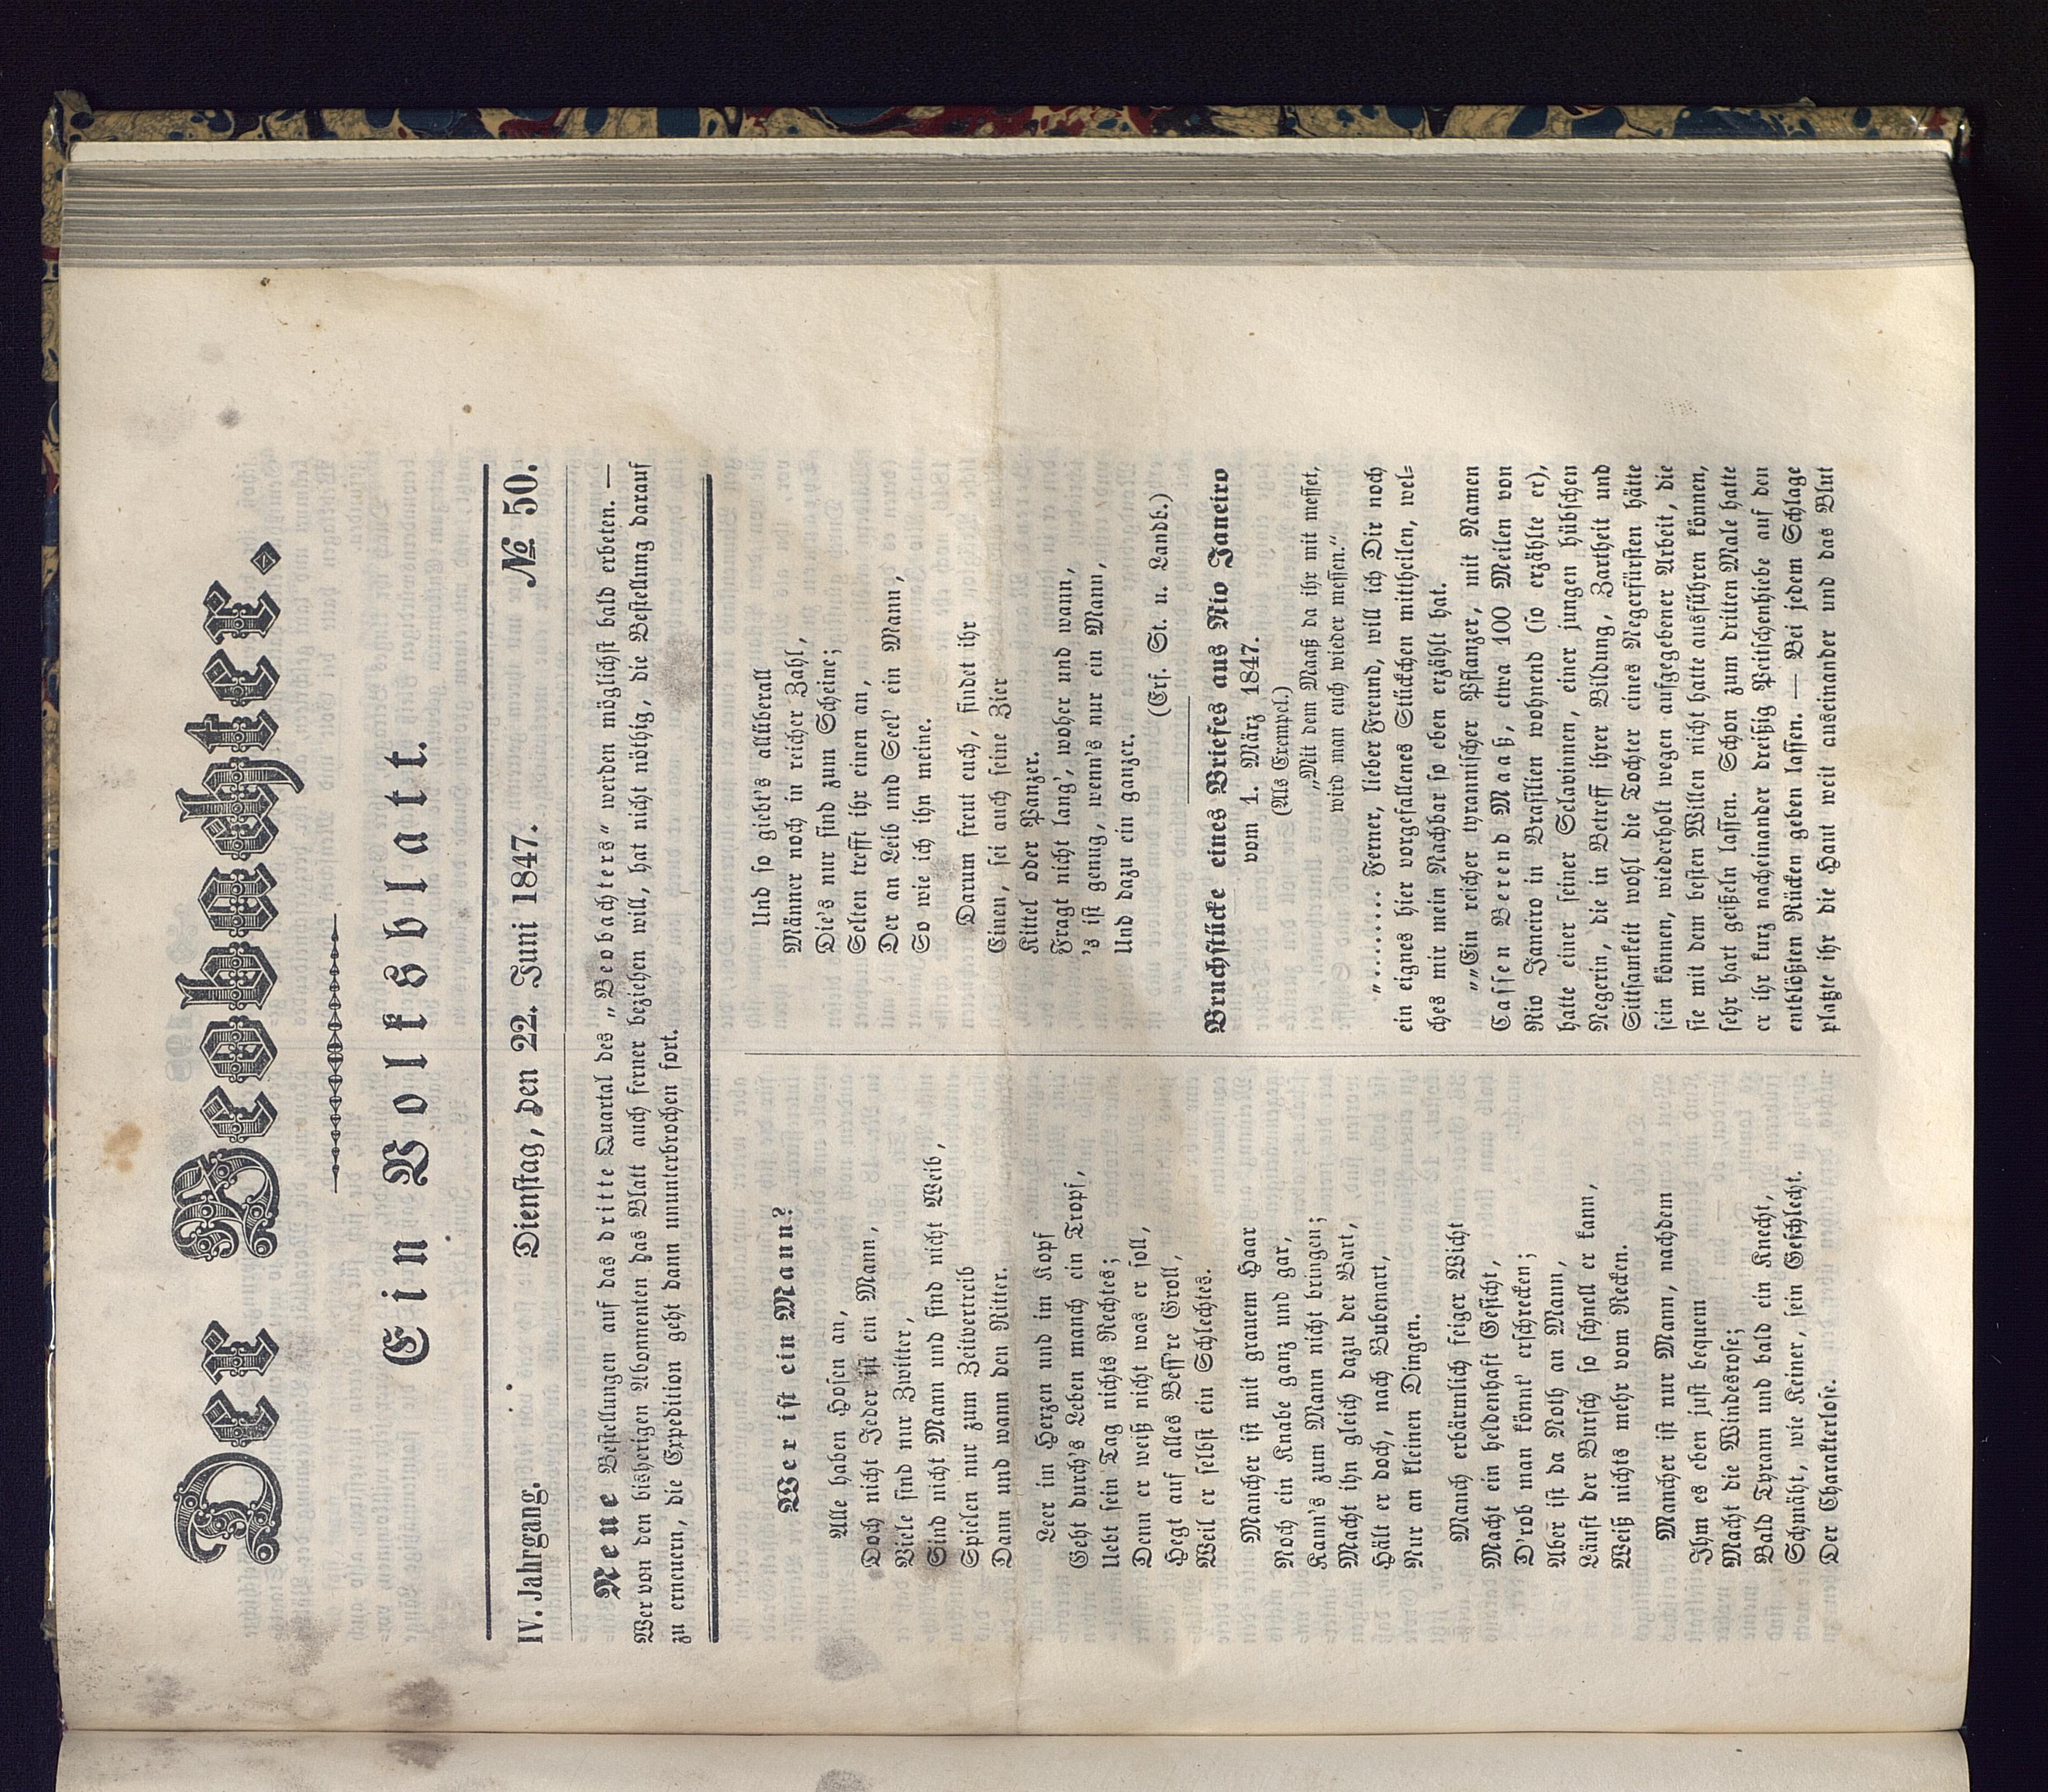 Der Beobachter.
Ein Volksblatt.
IV. Jahrgang. Dienſtag, den 22. Juni 1847. № 50.
Neue Beſtellungen auf das dritte Quartal des „Beobachters“ werden möglichſt bald erbeten. —
Wer von den bisherigen Abonnenten das Blatt auch ferner beziehen will, hat nicht nöthig, die Beſtellung darauf
zu erneuern, die Expedition geht dann ununterbrochen fort.
Wer iſt ein Mann?
Alle haben Hoſen an,
Doch nicht Jeder iſt ein Mann,
Viele ſind nur Zwitter,
Sind nicht Mann und ſind nicht Weib,
Spielen nur zum Zeitvertreib
Dann und wann den Ritter.
Leer im Herzen und im Kopf
Geht durch's Leben manch ein Tropf,
Uebt ſein Tag nichts Rechtes;
Denn er weiß nicht was er ſoll,
Hegt auf alles Beſſ're Groll,
Weil er ſelbſt ein Schlechtes.
Mancher iſt mit grauem Haar
Noch ein Knabe ganz und gar,
Kann's zum Mann nicht bringen;
Macht ihn gleich dazu der Bart,
Hält er doch, nach Bubenart,
Nur an kleinen Dingen.
Manch erbärmlich feiger Wicht
Macht ein heldenhaft Geſicht,
D'rob man könnt' erſchrecken;
Aber iſt da Noth an Mann,
Läuft der Burſch ſo ſchnell er kann,
Weiß nichts mehr vom Recken.
Mancher iſt nur Mann, nachdem
Ihm es eben juſt bequem
Macht die Windesroſe;
Bald Tyrann und bald ein Knecht,
Schmäht, wie Keiner, ſein Geſchlecht.
Der Charakterloſe.
Und ſo giebt's allüberall
Männer noch in reicher Zahl,
Die's nur ſind zum Scheine;
Selten trefft ihr einen an,
Der an Leib und Seel' ein Mann,
So wie ich ihn meine.
Darum freut euch, findet ihr
Einen, ſei auch ſeine Zier
Kittel oder Panzer.
Fragt nicht lang', woher und wann,
's iſt genug, wenn's nur ein Mann,
Und dazu ein ganzer.
(Erf. St. u. Landb.)
Bruchſtücke eines Briefes aus Rio Janeiro
vom 1. März 1847.
(Als Exempel.)
„Mit dem Maaß da ihr mit meſſet,
wird man euch wieder meſſen.“
„........ Ferner, lieber Freund, will ich Dir noch
ein eignes hier vorgefallenes Stückchen mittheilen, wel-
ches mir mein Nachbar ſo eben erzählt hat.
„„Ein reicher tyranniſcher Pflanzer, mit Namen
Caſſen Berend Maaß, etwa 100 Meilen von
Rio Janeiro in Braſilien wohnend (ſo erzählte er),
hatte einer ſeiner Sclavinnen, einer jungen hübſchen
Negerin, die in Betreff ihrer Bildung, Zartheit und
Sittſamkeit wohl die Tochter eines Negerfürſten hätte
ſein können, wiederholt wegen aufgegebener Arbeit, die
ſie mit dem beſten Willen nicht hatte ausführen können,
ſehr hart geißeln laſſen. Schon zum dritten Male hatte
er ihr kurz nacheinander dreißig Peitſchenhiebe auf den
entblößten Rücken geben laſſen. — Bei jedem Schlage
platzte ihr die Haut weit auseinander und das Blut